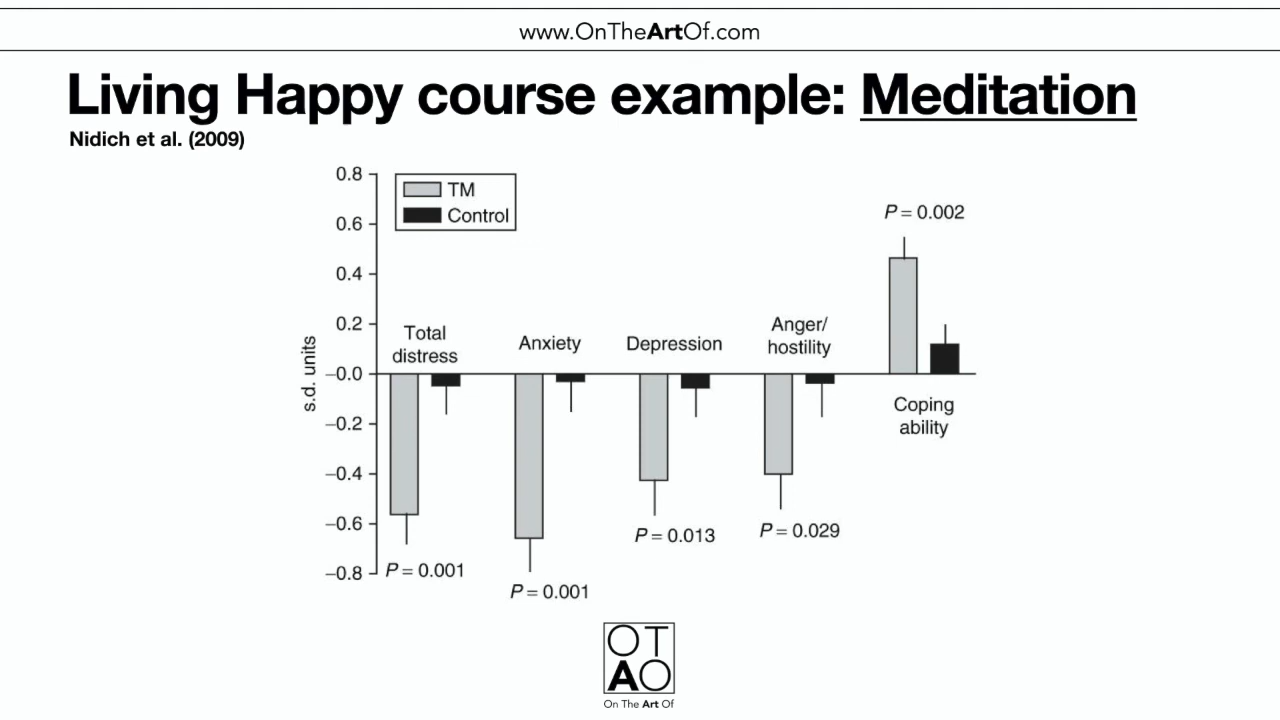 www.OnTheArtOf.com
Living Happy course example: Meditation
Nidich et al. (2009)
0.8
0.6
0.4
0.2
–0.0
–0.2
–0.4
–0.6
–0.8
s.d. units
TM
Control
Total
distress
Anxiety
Depression
Anger/
hostility
Coping
ability
P = 0.001
P = 0.001
P = 0.013
P = 0.029
P = 0.002
OT
AO
On The Art Of